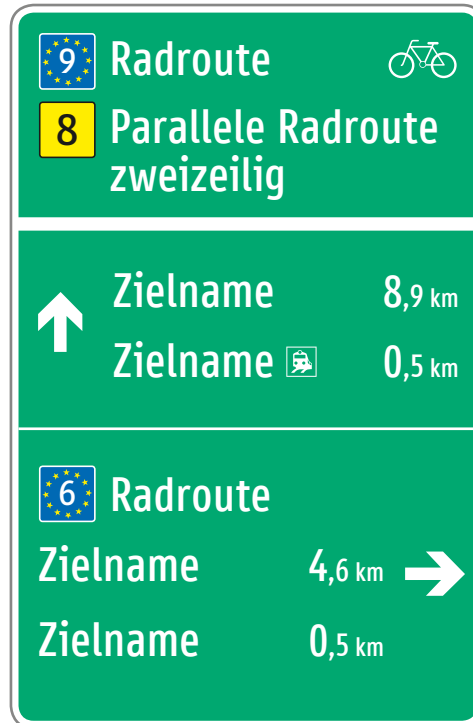 9 Radroute
8 Parallele Radroute
zweizeilig
Zielname 8,9 km
Zielname 0,5 km
6 Radroute
Zielname 4,6 km
Zielname 0,5 km